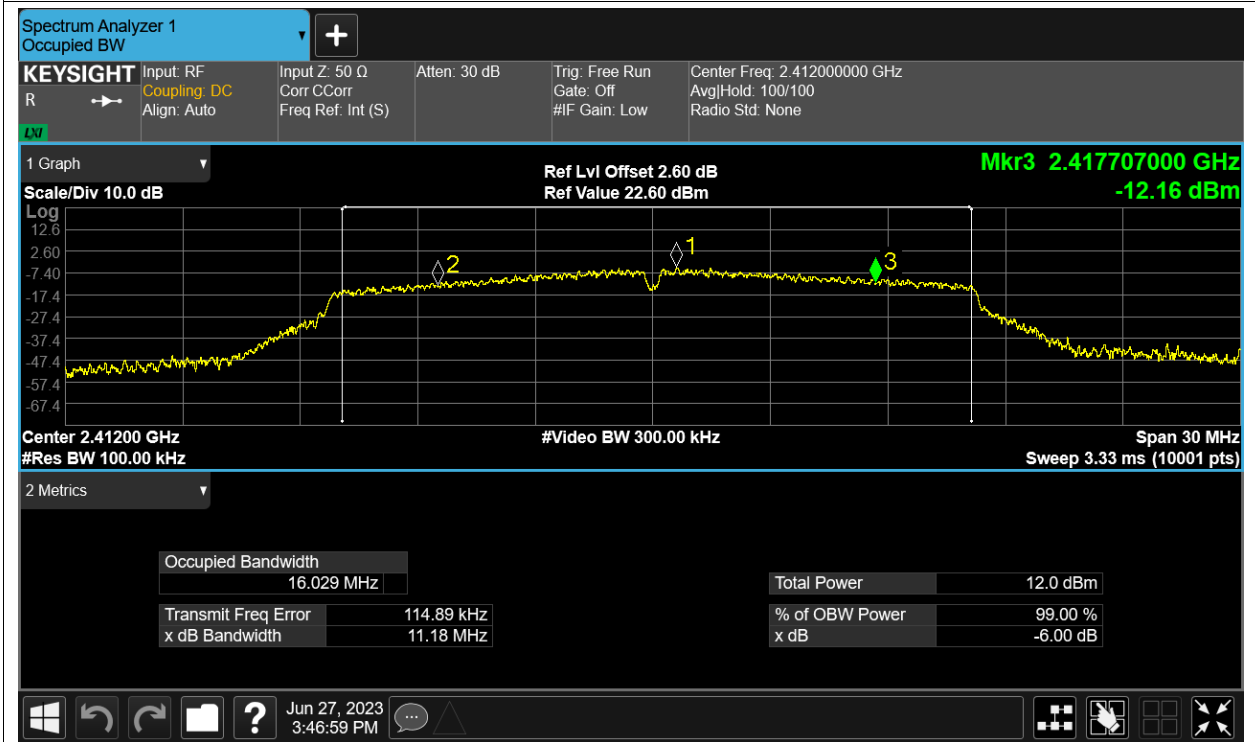 Spectrum Analyzer 1
Occupied BW
KEYSIGHT
R
LXI
Input: RF
Coupling: DC
Align: Auto
Input Z: 50 Ω
Corr CCorr
Freq Ref: Int (S)
Atten: 30 dB
Trig: Free Run
Gate: Off
#IF Gain: Low
Center Freq: 2.412000000 GHz
Avg|Hold: 100/100
Radio Std: None
1 Graph
Scale/Div 10.0 dB
Ref Lvl Offset 2.60 dB
Ref Value 22.60 dBm
Mkr3 2.417707000 GHz
-12.16 dBm
Log
12.6
2.60
-7.40
-17.4
-27.4
-37.4
-47.4
-57.4
-67.4
2
1
3
Center 2.41200 GHz
#Video BW 300.00 kHz
Span 30 MHz
#Res BW 100.00 kHz
Sweep 3.33 ms (10001 pts)
2 Metrics
Occupied Bandwidth
16.029 MHz
Total Power 12.0 dBm
Transmit Freq Error 114.89 kHz
% of OBW Power 99.00 %
x dB Bandwidth 11.18 MHz
x dB -6.00 dB
?
Jun 27, 2023
3:46:59 PM